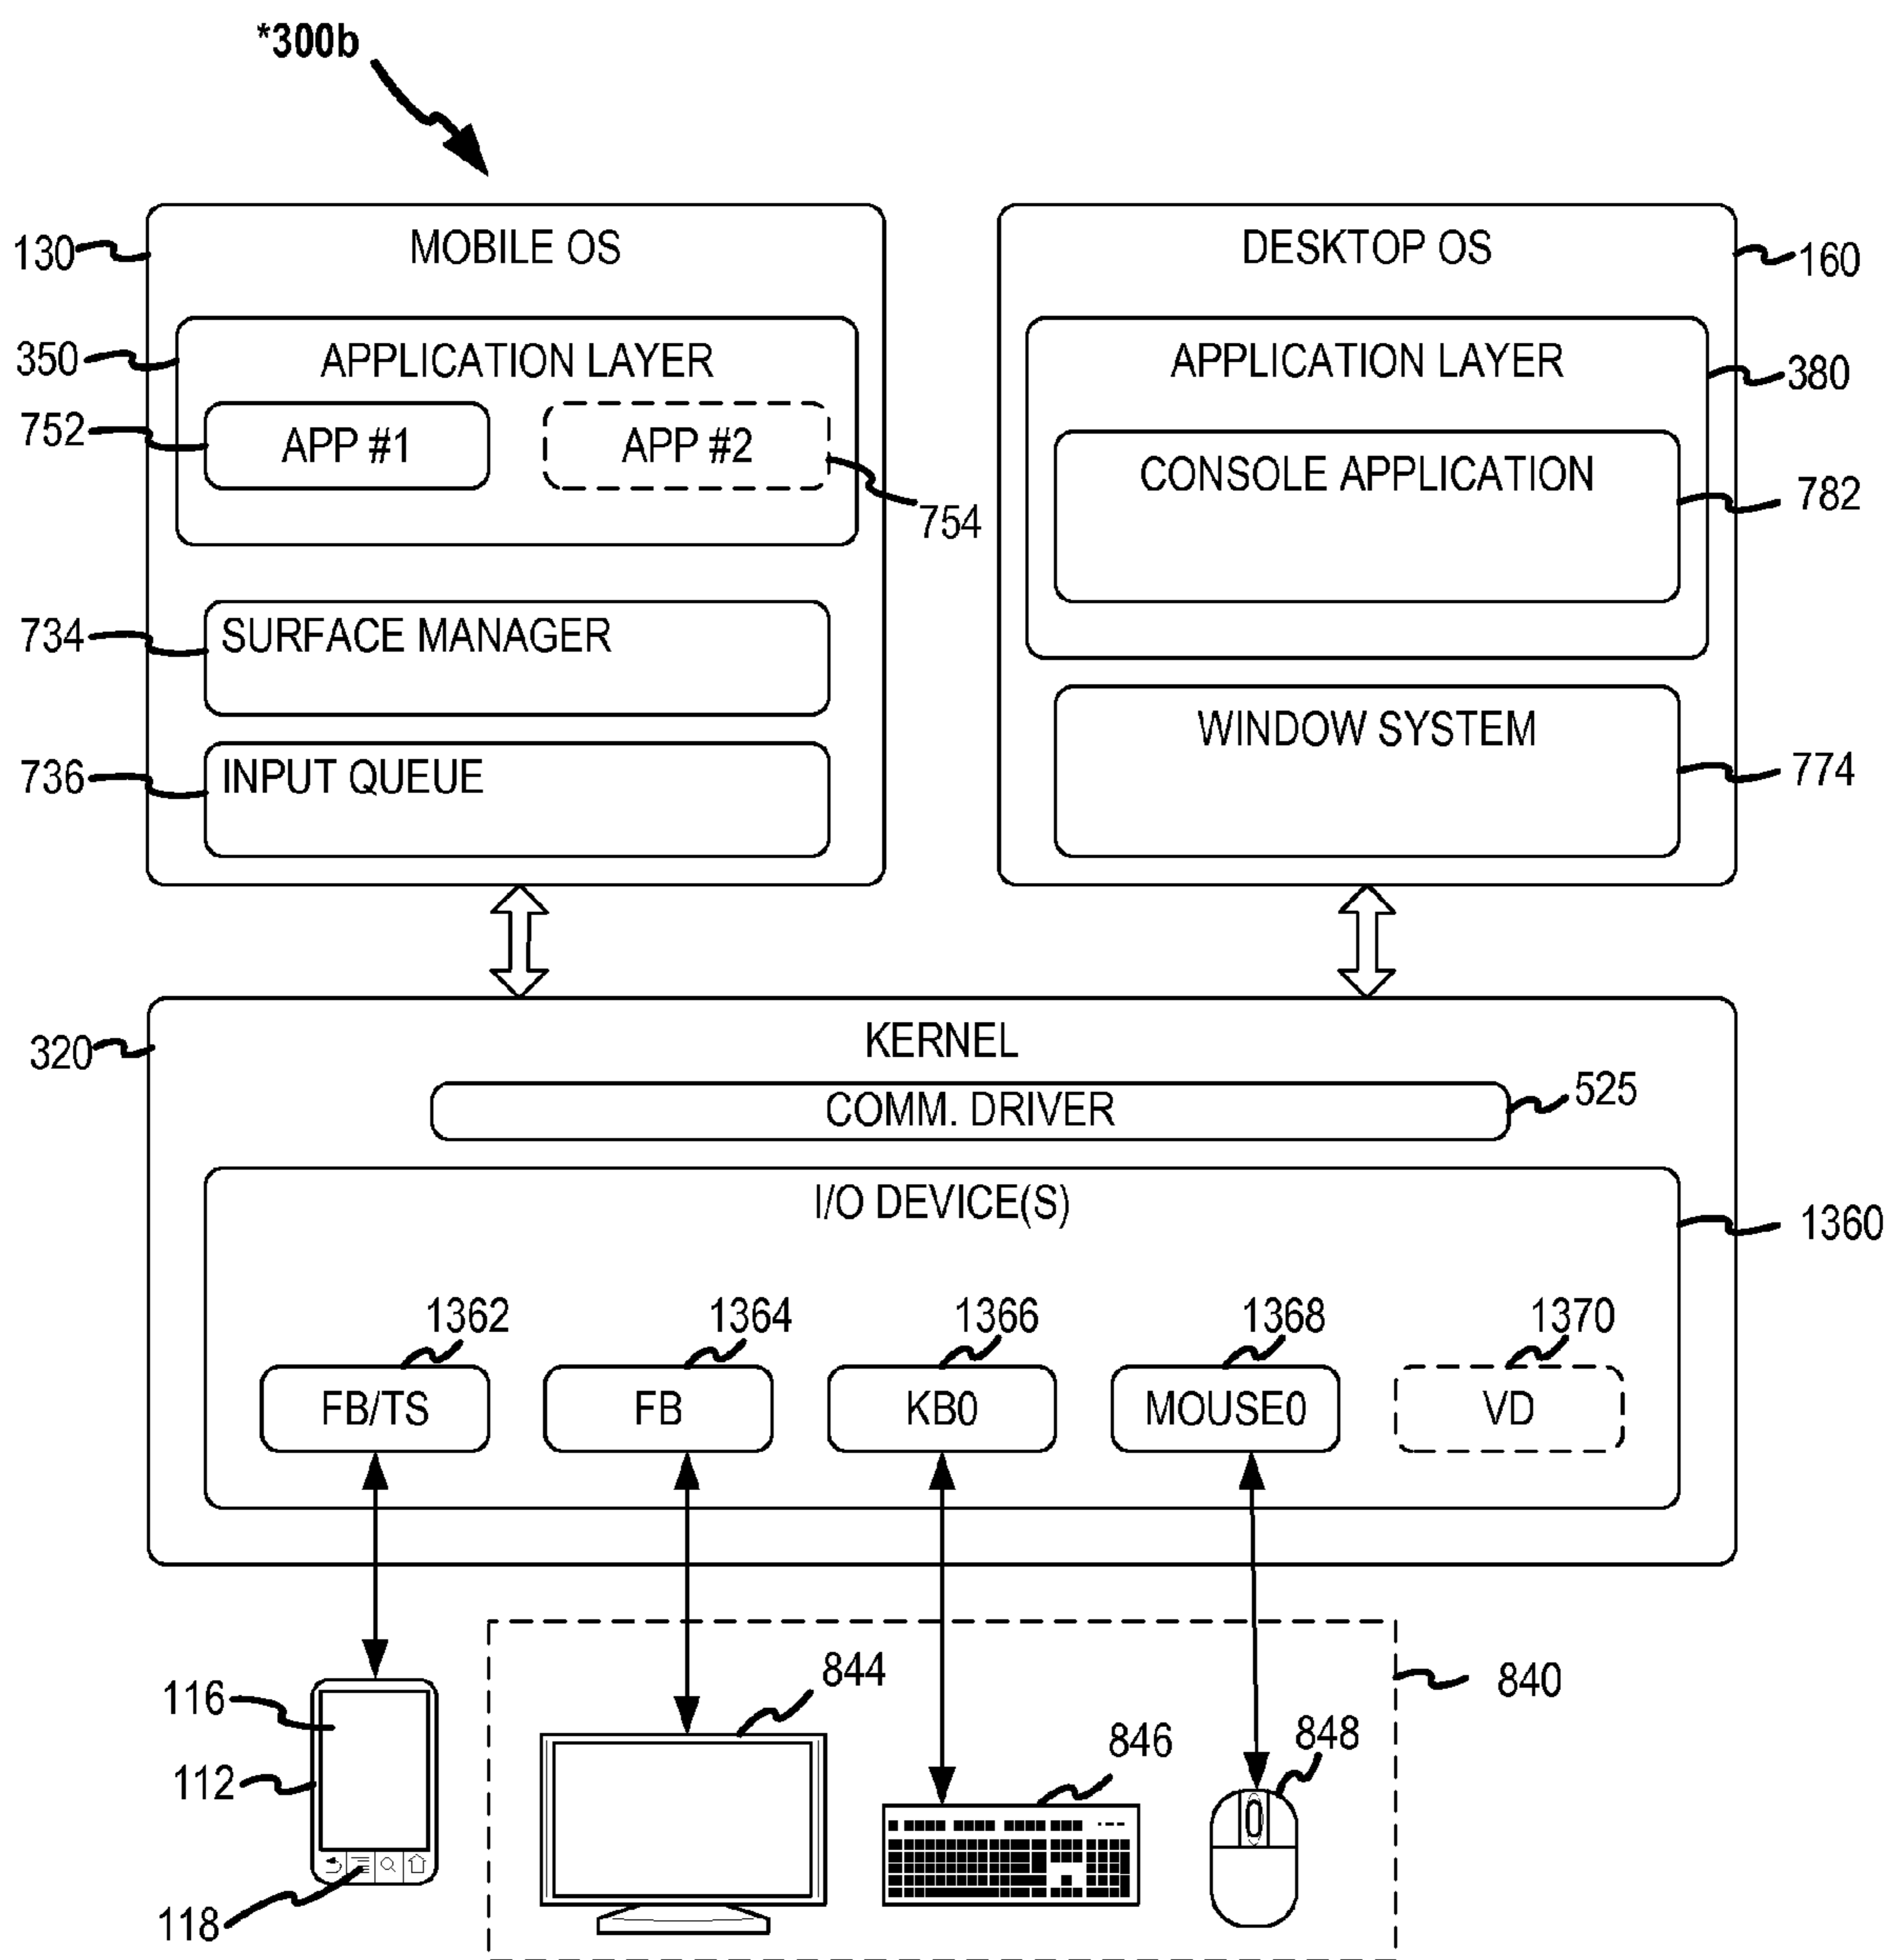 *300b
130
MOBILE OS
DESKTOP OS
160
350
APPLICATION LAYER
APPLICATION LAYER
380
752
APP #1
APP #2
754
CONSOLE APPLICATION
782
734
SURFACE MANAGER
WINDOW SYSTEM
774
736
INPUT QUEUE
320
KERNEL
COMM. DRIVER
525
I/O DEVICE(S)
1360
1362
1364
1366
1368
1370
FB/TS
FB
KB0
MOUSE0
VD
116
112
118
844
846
848
840